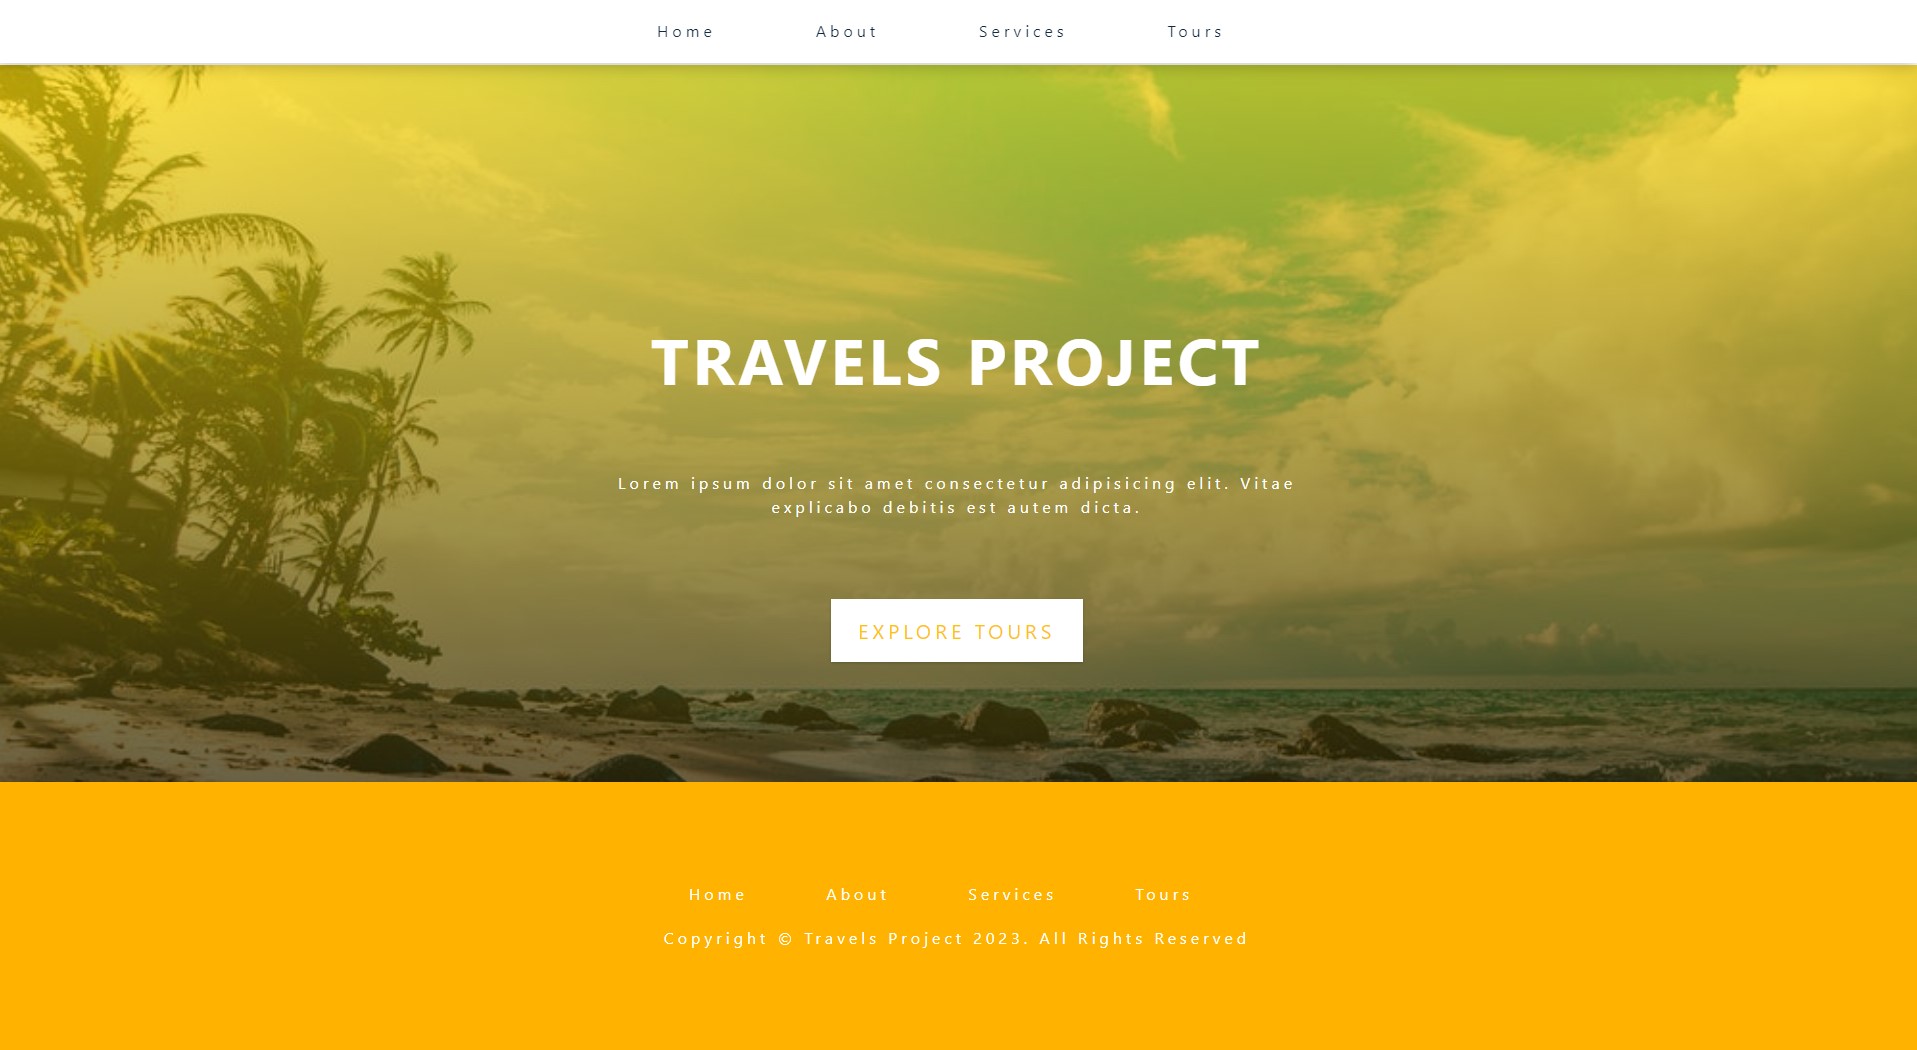 Home About Services Tours
TRAVELS PROJECT
Lorem ipsum dolor sit amet consectetur adipisicing elit. Vitae
explicabo debitis est autem dicta.
EXPLORE TOURS
Home About Services Tours
Copyright © Travels Project 2023. All Rights Reserved